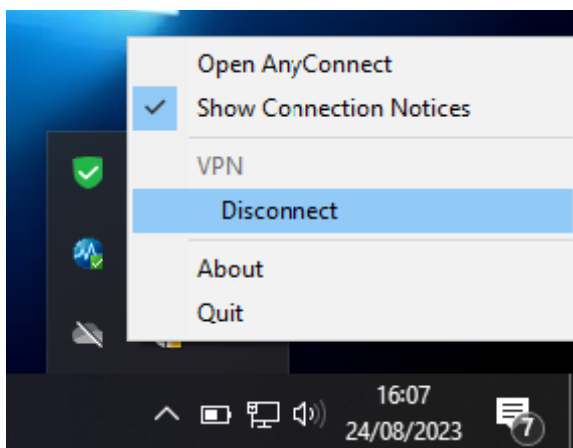 Open AnyConnect
Show Connection Notices
VPN
Disconnect
About
Quit
16:07
24/08/2023
7